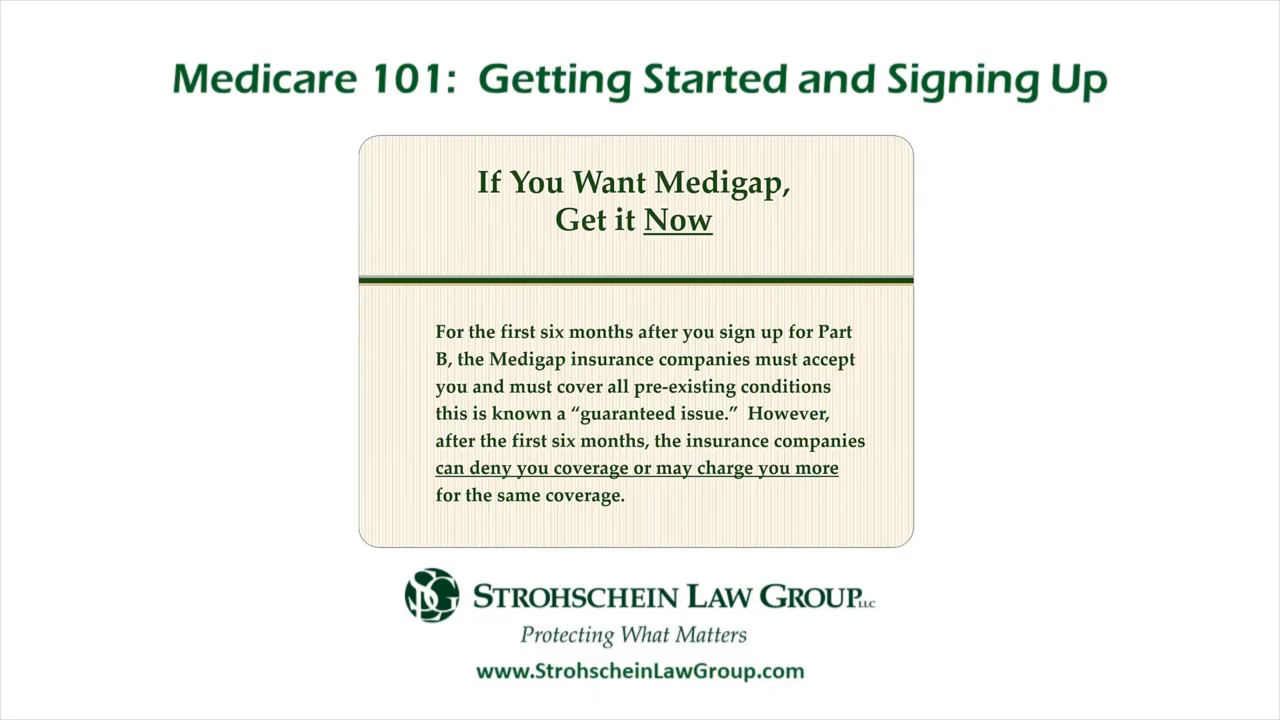 Medicare 101: Getting Started and Signing Up
If You Want Medigap,
Get it Now
For the first six months after you sign up for Part
B, the Medigap insurance companies must accept
you and must cover all pre-existing conditions
this is known a “guaranteed issue.” However,
after the first six months, the insurance companies
can deny you coverage or may charge you more
for the same coverage.
SLG STROHSCHEIN LAW GROUP LLC
Protecting What Matters
www.StrohscheinLawGroup.com